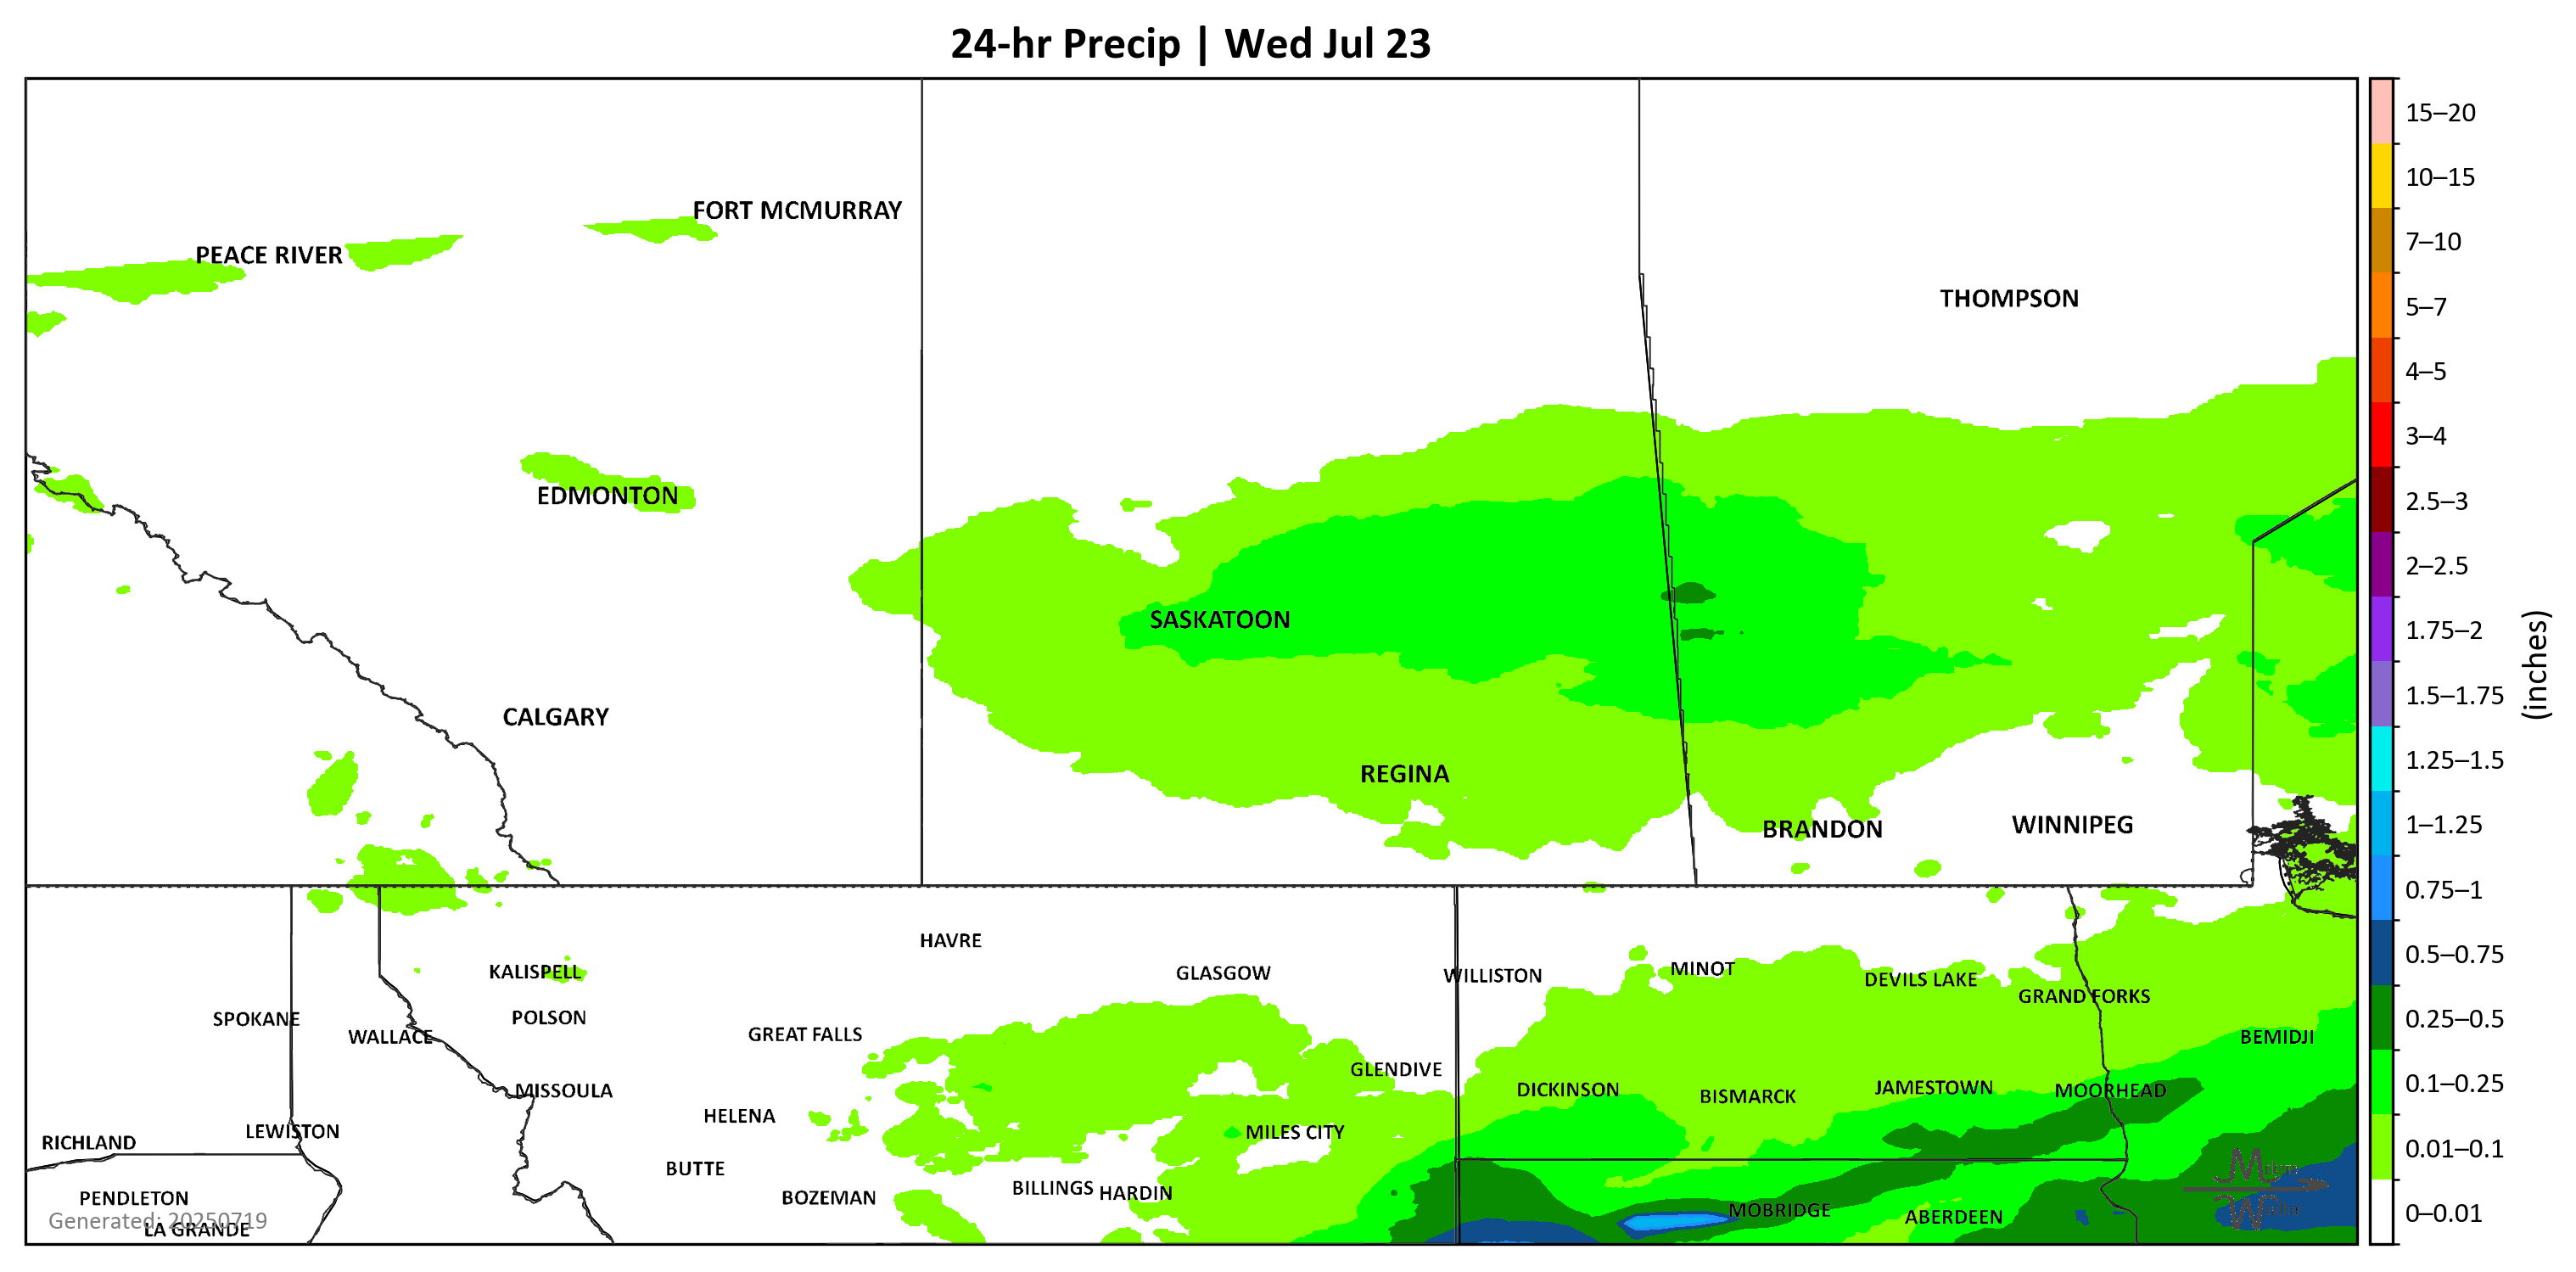 24-hr Precip | Wed Jul 23
FORT MCMURRAY
PEACE RIVER
THOMPSON
EDMONTON
SASKATOON
CALGARY
REGINA
BRANDON
WINNIPEG
HAVRE
KALISPELL
GLASGOW
WILLISTON
MINOT
DEVILS LAKE
GRAND FORKS
SPOKANE
POLSON
WALLACE
GREAT FALLS
BEMIDJI
GLENDIVE
MISSOULA
DICKINSON
BISMARCK
JAMESTOWN
MOORHEAD
HELENA
LEWISTON
MILES CITY
RICHLAND
BUTTE
BILLINGS
HARDIN
PENDLETON
BOZEMAN
MOBRIDGE
ABERDEEN
Generated: 20250719
LA GRANDE
15–20
10–15
7–10
5–7
4–5
3–4
2.5–3
2–2.5
1.75–2
1.5–1.75
1.25–1.5
1–1.25
0.75–1
0.5–0.75
0.25–0.5
0.1–0.25
0.01–0.1
0–0.01
(inches)